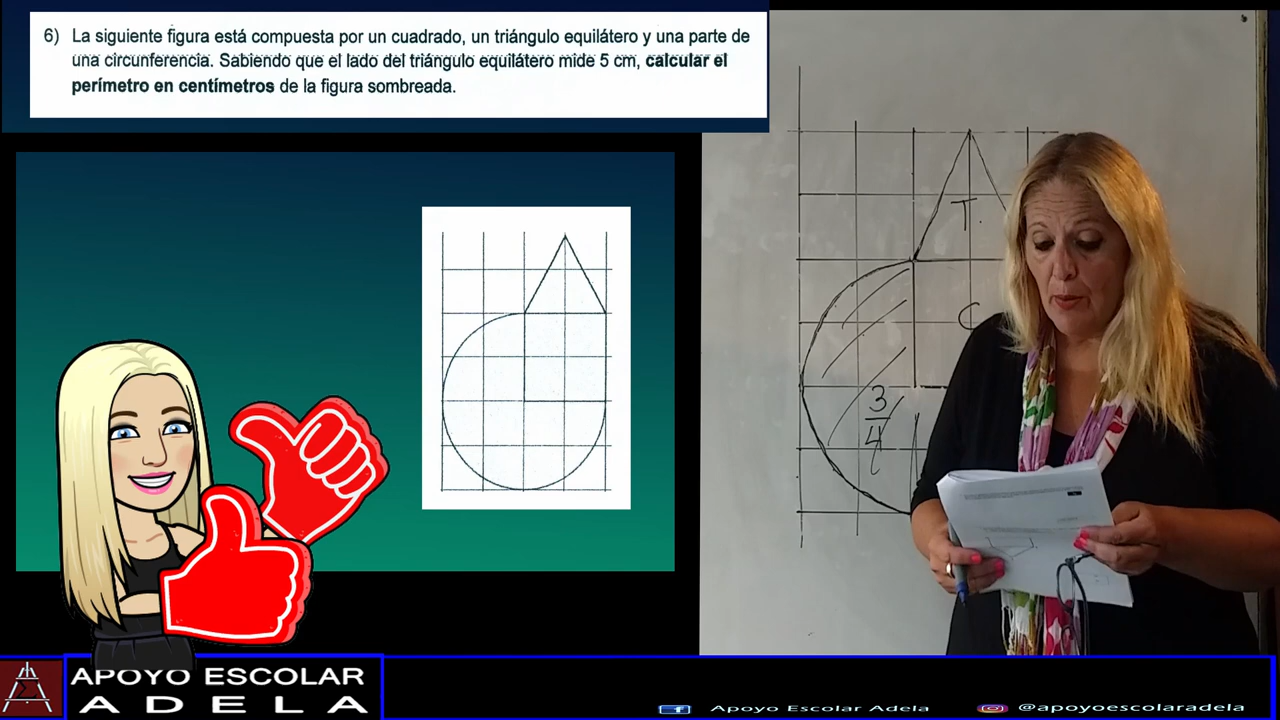 6) La siguiente figura está compuesta por un cuadrado, un triángulo equilátero y una parte de
una circunferencia. Sabiendo que el lado del triángulo equilátero mide 5 cm, calcular el
perímetro en centímetros de la figura sombreada.
T.
C
3
4
APOYO ESCOLAR
ADELA
Apoyo Escolar Adela
@apoyoescolaradela